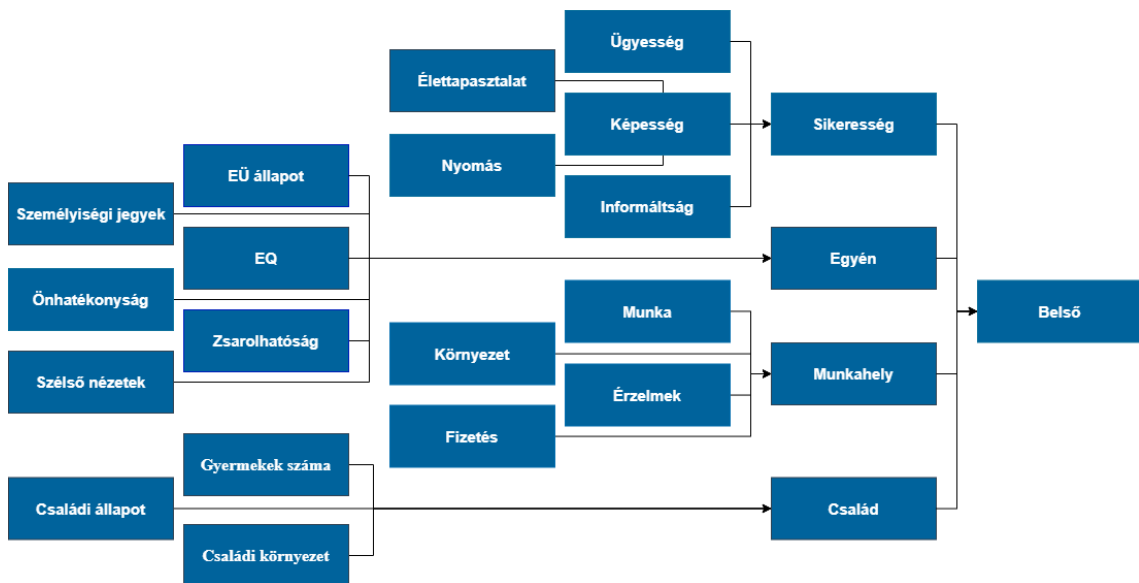 Ügyesség
Élettapasztalat
Képesség
Sikeresség
Nyomás
EÜ állapot
Személyiségi jegyek
Informáltság
EQ
Egyén
Önhatékonyság
Munka
Belső
Zsarolhatóság
Környezet
Szélső nézetek
Munkahely
Érzelmek
Fizetés
Gyermekek száma
Családi állapot
Család
Családi környezet